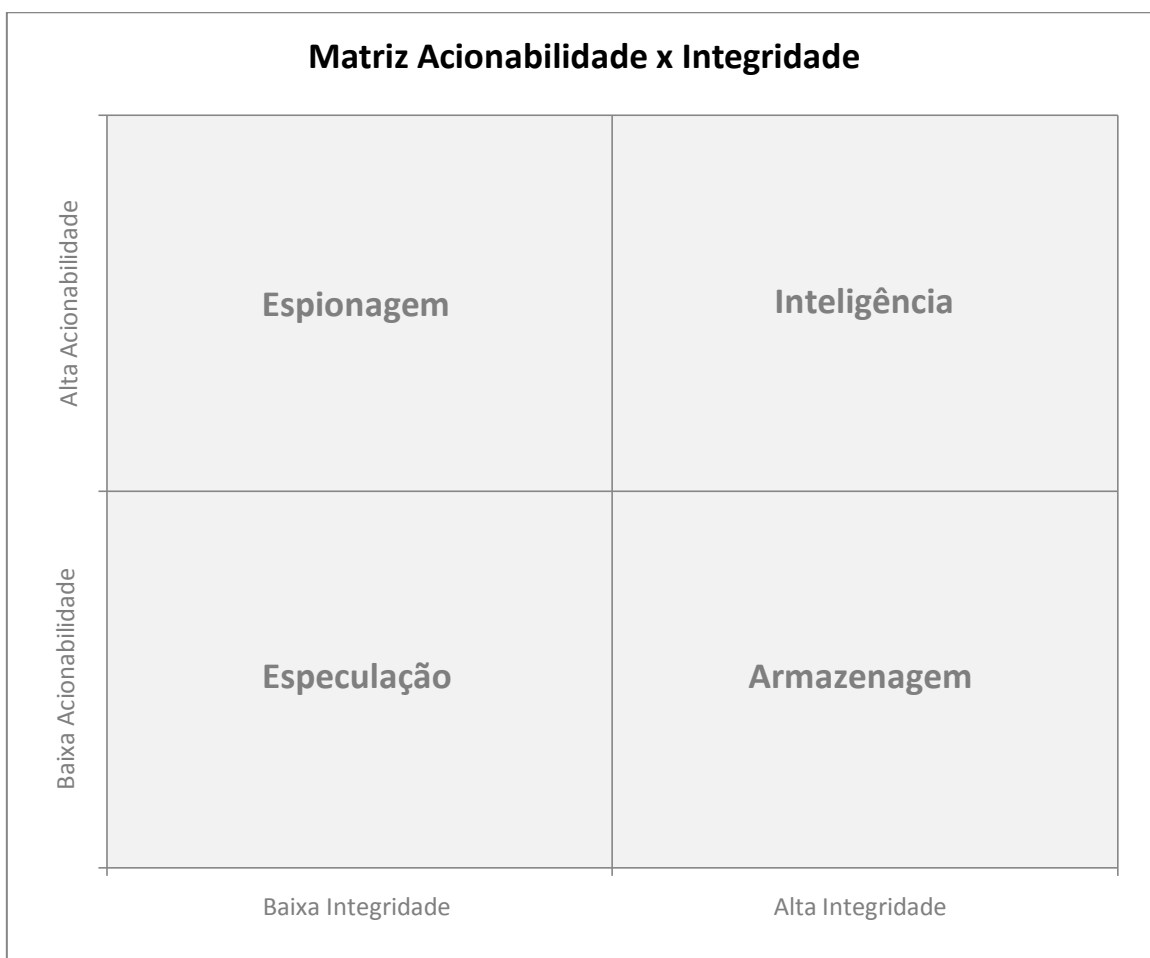 Matriz Acionabilidade x Integridade
Alta Acionabilidade
Espionagem
Inteligência
Baixa Acionabilidade
Especulação
Armazenagem
Baixa Integridade
Alta Integridade